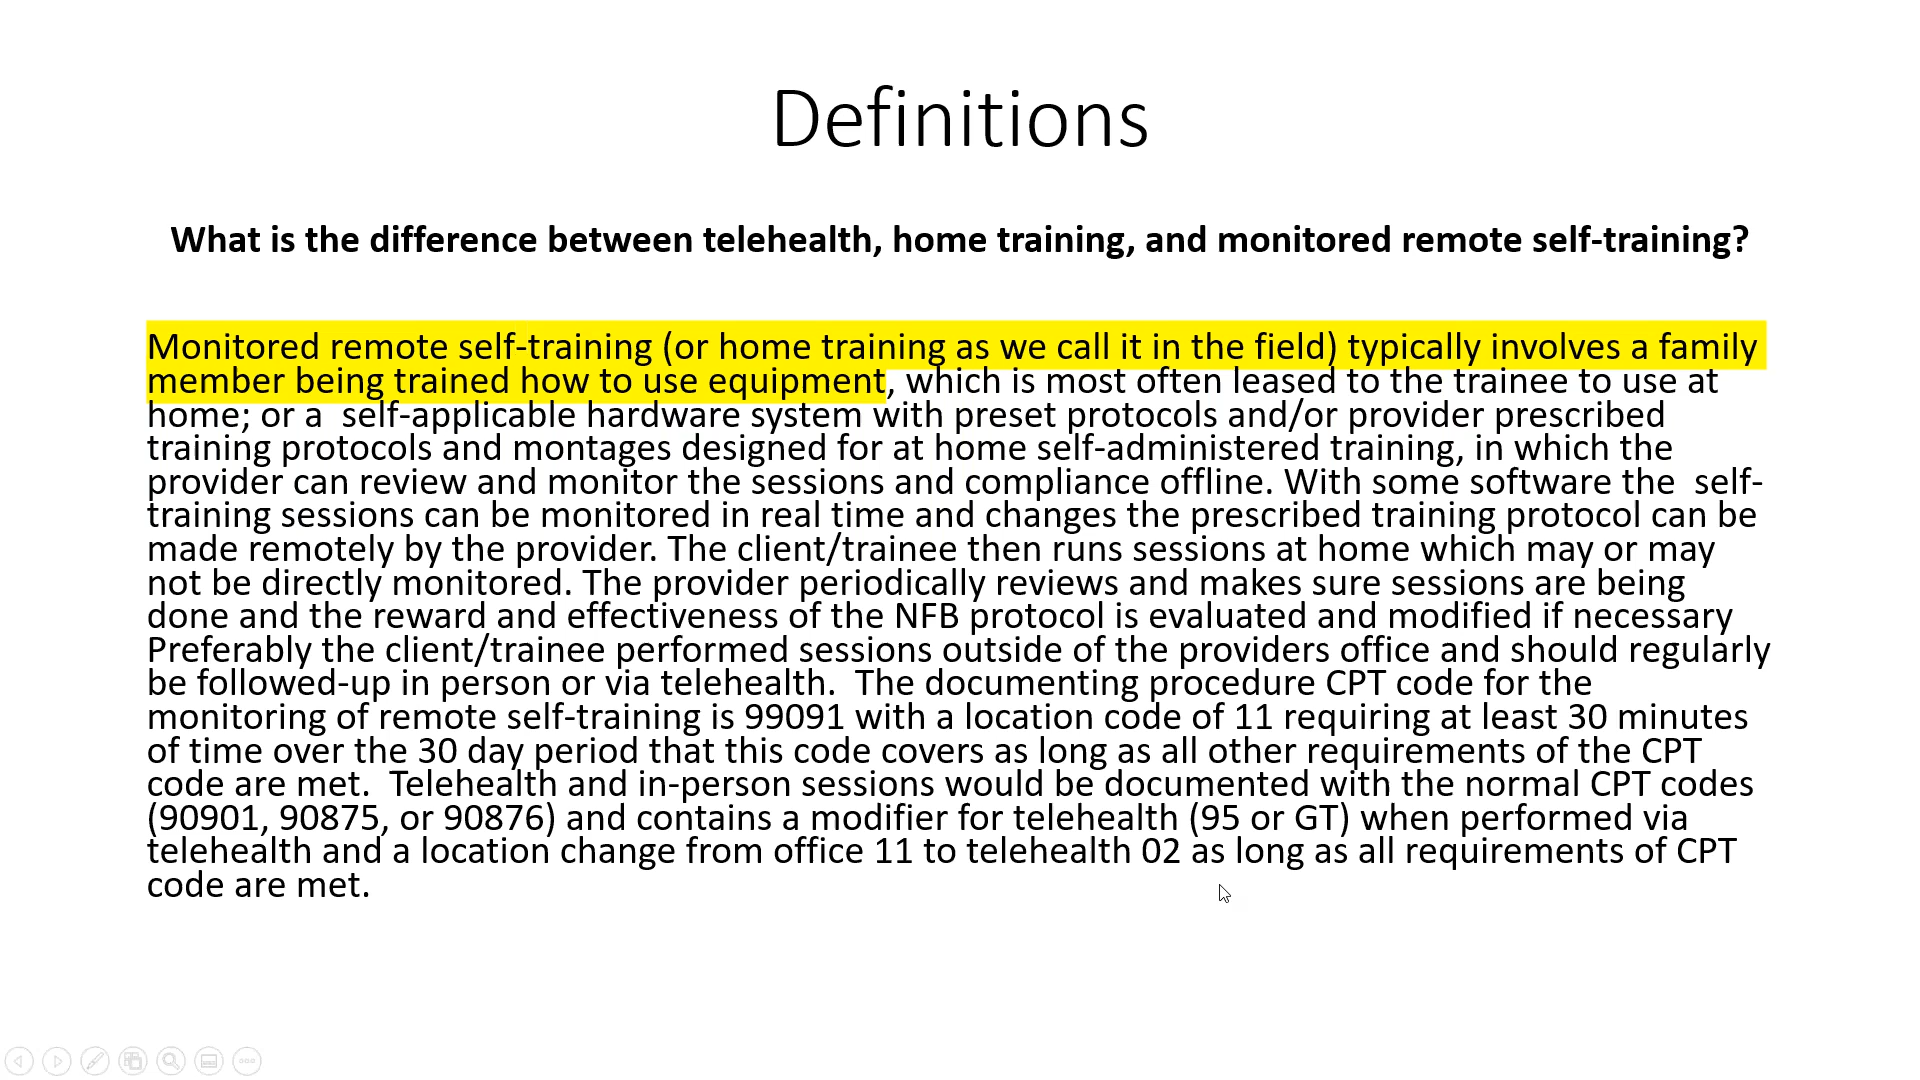 Definitions
What is the difference between telehealth, home training, and monitored remote self-training?
Monitored remote self-training (or home training as we call it in the field) typically involves a family
member being trained how to use equipment, which is most often leased to the trainee to use at
home; or a  self-applicable hardware system with preset protocols and/or provider prescribed
training protocols and montages designed for at home self-administered training, in which the
provider can review and monitor the sessions and compliance offline. With some software the  self-
training sessions can be monitored in real time and changes the prescribed training protocol can be
made remotely by the provider. The client/trainee then runs sessions at home which may or may
not be directly monitored. The provider periodically reviews and makes sure sessions are being
done and the reward and effectiveness of the NFB protocol is evaluated and modified if necessary
Preferably the client/trainee performed sessions outside of the providers office and should regularly
be followed-up in person or via telehealth.  The documenting procedure CPT code for the
monitoring of remote self-training is 99091 with a location code of 11 requiring at least 30 minutes
of time over the 30 day period that this code covers as long as all other requirements of the CPT
code are met.  Telehealth and in-person sessions would be documented with the normal CPT codes
(90901, 90875, or 90876) and contains a modifier for telehealth (95 or GT) when performed via
telehealth and a location change from office 11 to telehealth 02 as long as all requirements of CPT
code are met.